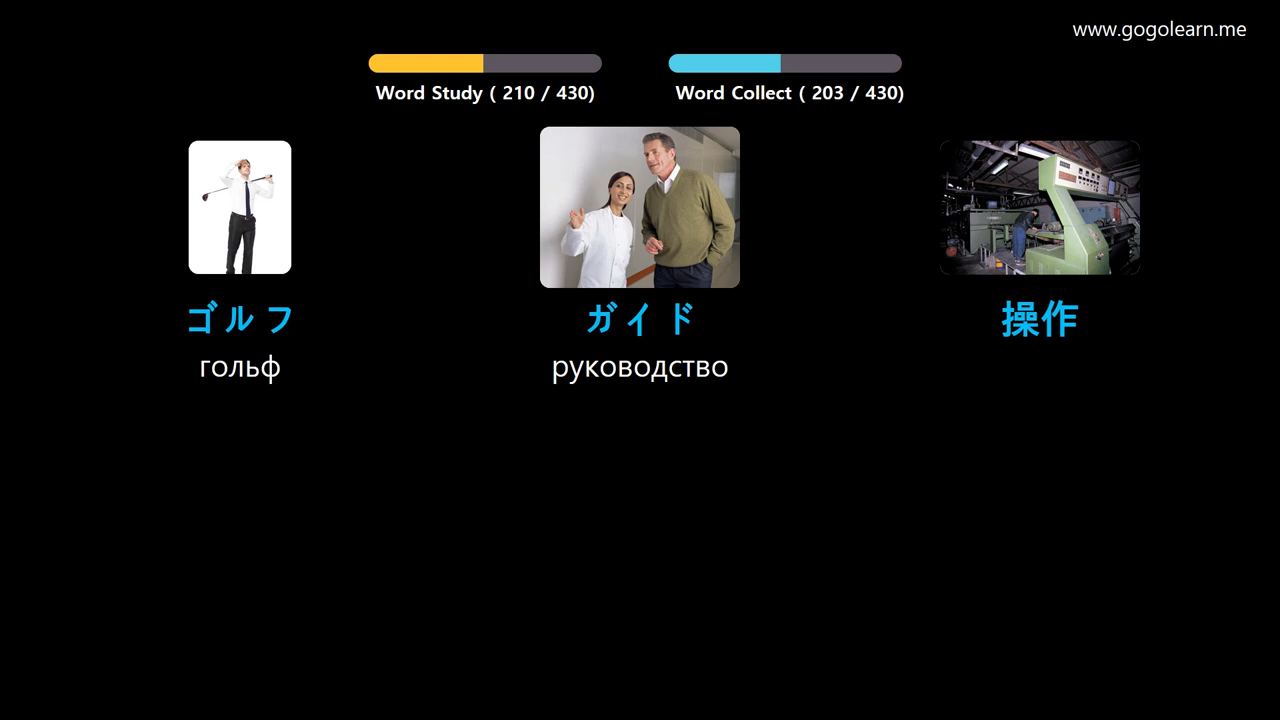 www.gogolearn.me
Word Study ( 210 / 430)
Word Collect ( 203 / 430)
ゴルフ
ガイド
操作
гольф
руководство